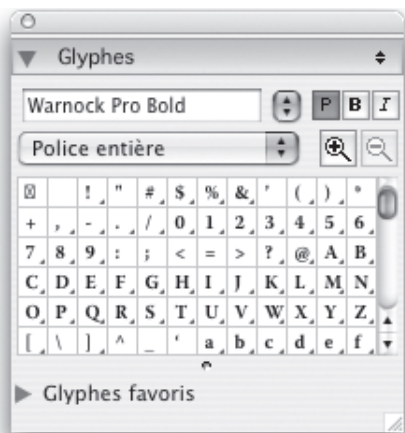 Glyphes
Warnock Pro Bold P B I
Police entière
! " # $ % & ' ( ) *
+ , - . / 0 1 2 3 4 5 6
7 8 9 : ; < = > ? @ A B
C D E F G H I J K L M N
O P Q R S T U V W X Y Z
[ \ ] ^ _ ‘ a b c d e f
Glyphes favoris